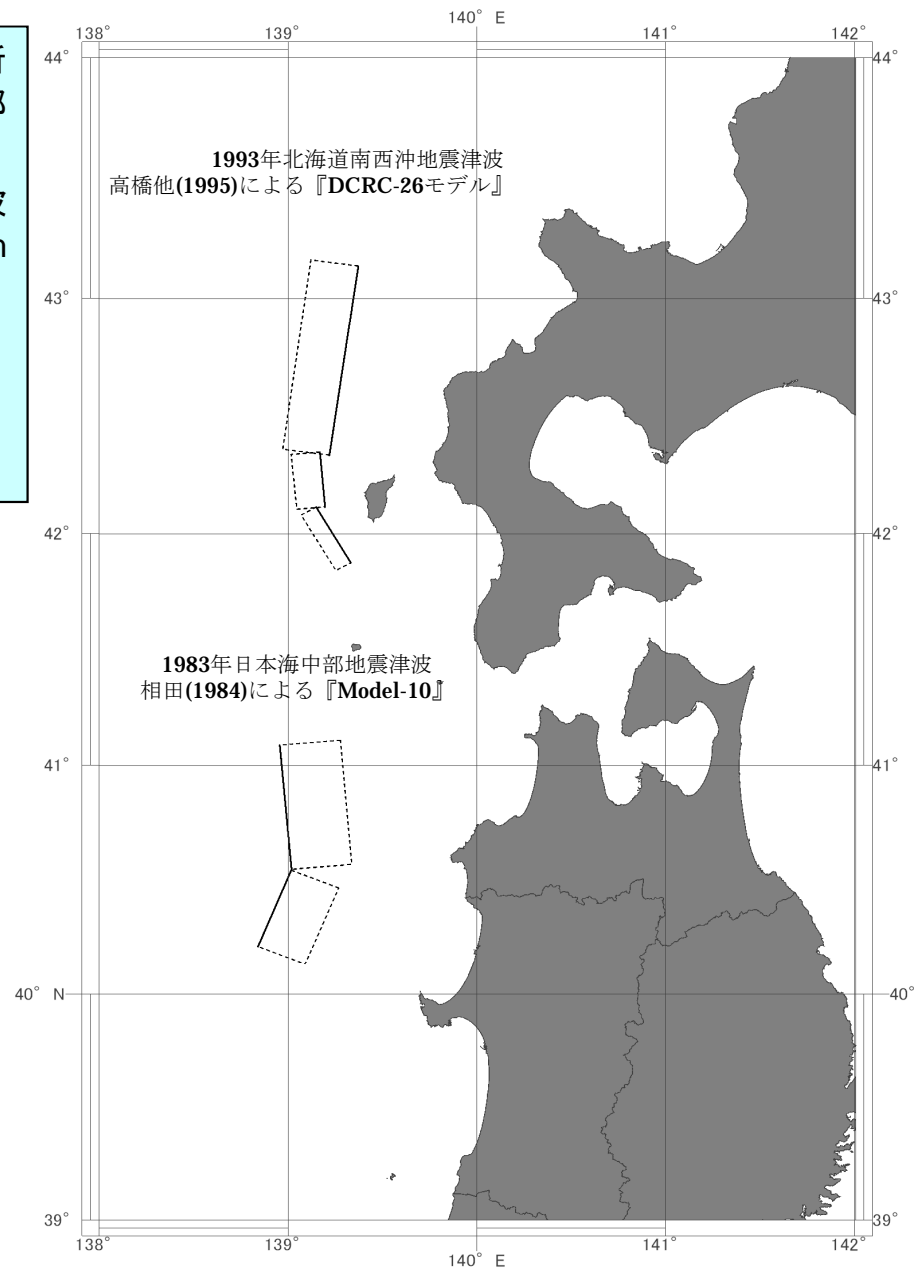 140° E
138° 139° 141° 142°
44° 44°
1993年北海道南西沖地震津波
高橋他(1995)による『DCRC-26モデル』
43° 43°
42° 42°
1983年日本海中部地震津波
相田(1984)による『Model-10』
41° 41°
40° N 40°
39° 39°
138° 139° 141° 142°
140° E